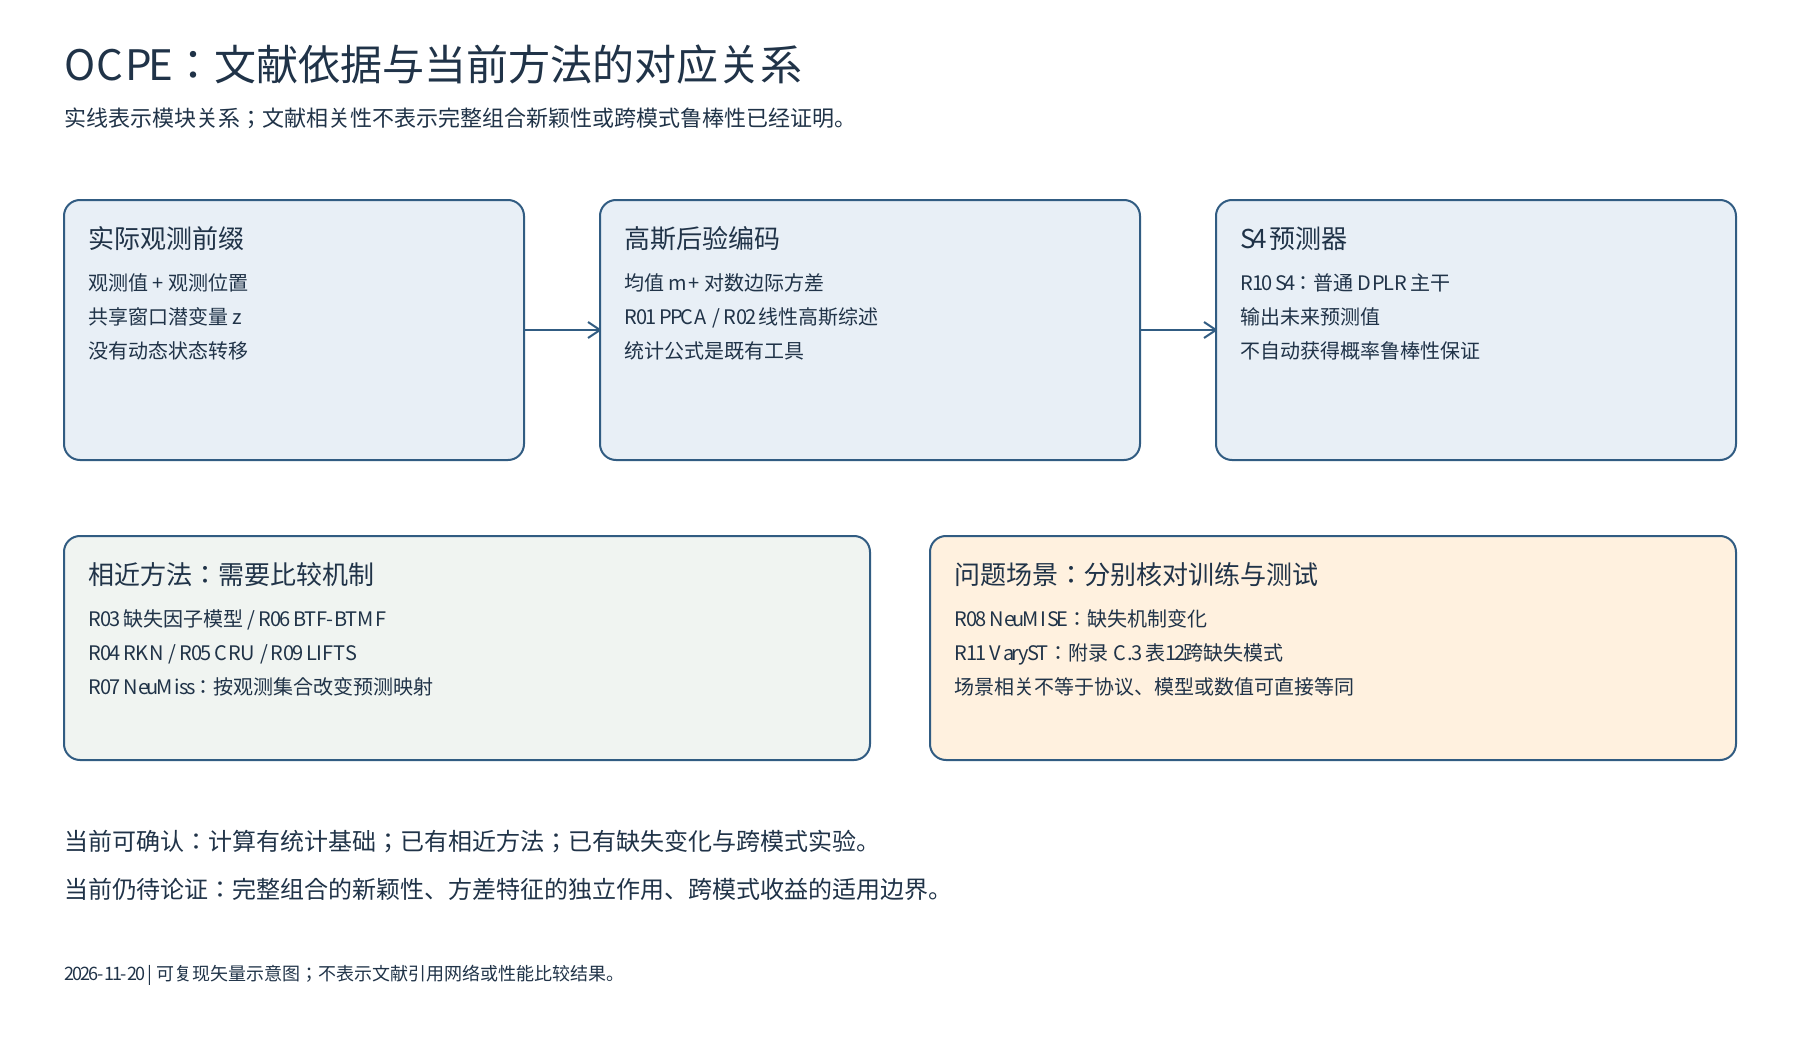 OCPE：文献依据与当前方法的对应关系
实线表示模块关系；文献相关性不表示完整组合新颖性或跨模式鲁棒性已经证明。
实际观测前缀
观测值 + 观测位置
共享窗口潜变量 z
没有动态状态转移
高斯后验编码
均值 m + 对数边际方差
R01 PPCA / R02 线性高斯综述
统计公式是既有工具
S4 预测器
R10 S4：普通 DPLR 主干
输出未来预测值
不自动获得概率鲁棒性保证
相近方法：需要比较机制
R03 缺失因子模型 / R06 BTF-BTMF
R04 RKN / R05 CRU / R09 LIFTS
R07 NeuMiss：按观测集合改变预测映射
问题场景：分别核对训练与测试
R08 NeuMISE：缺失机制变化
R11 VaryST：附录 C.3 表12跨缺失模式
场景相关不等于协议、模型或数值可直接等同
当前可确认：计算有统计基础；已有相近方法；已有缺失变化与跨模式实验。
当前仍待论证：完整组合的新颖性、方差特征的独立作用、跨模式收益的适用边界。
2026-11-20 | 可复现矢量示意图；不表示文献引用网络或性能比较结果。